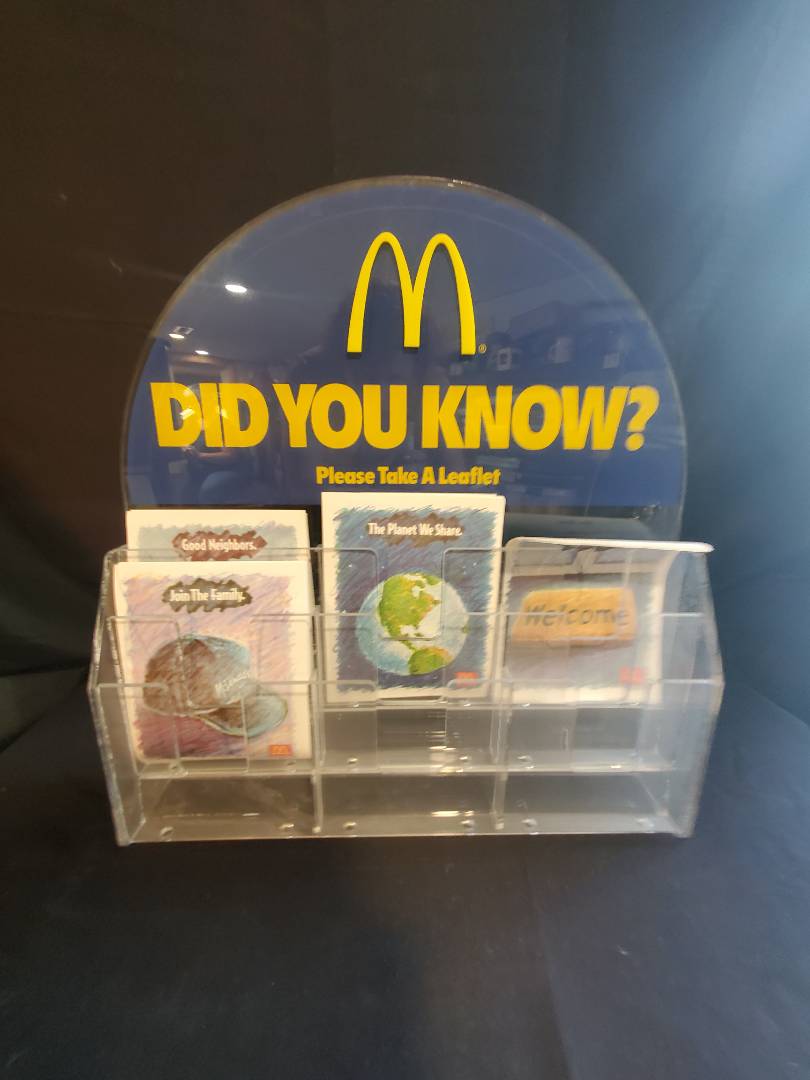 ®
DID YOU KNOW?
Please Take A Leaflet
Good Neighbors.
The Planet We Share.
Join The Family.
Welcome